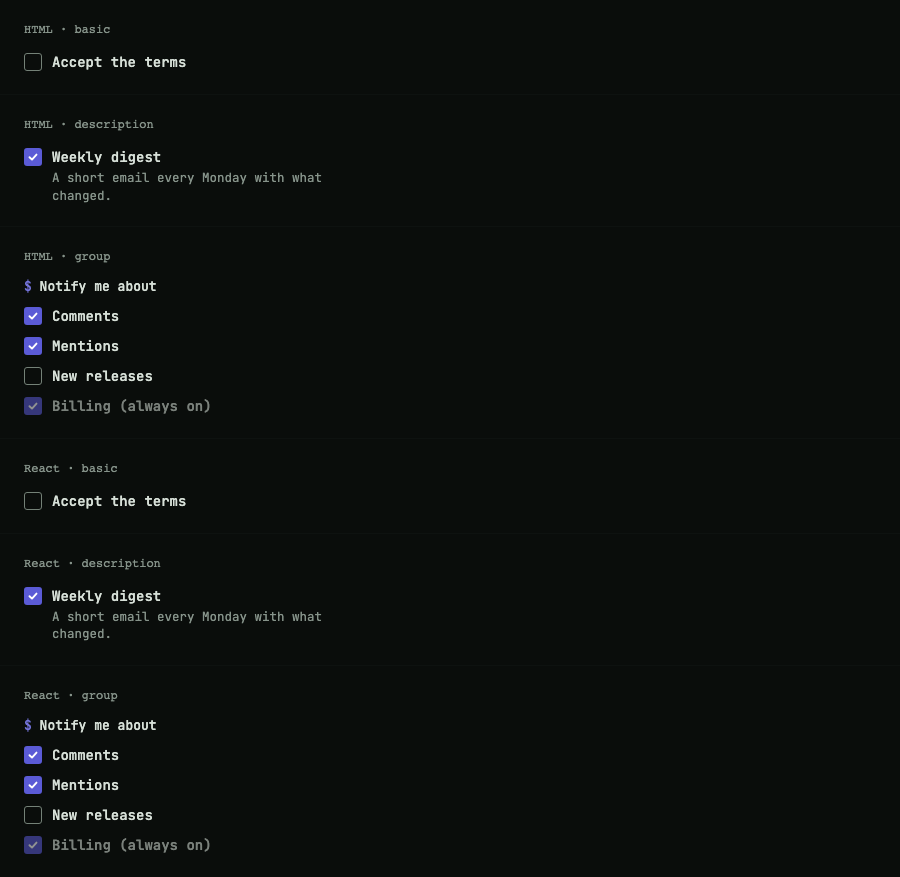 HTML · basic
Accept the terms
HTML · description
Weekly digest
A short email every Monday with what
changed.
HTML · group
$ Notify me about
Comments
Mentions
New releases
Billing (always on)
React · basic
Accept the terms
React · description
Weekly digest
A short email every Monday with what
changed.
React · group
$ Notify me about
Comments
Mentions
New releases
Billing (always on)